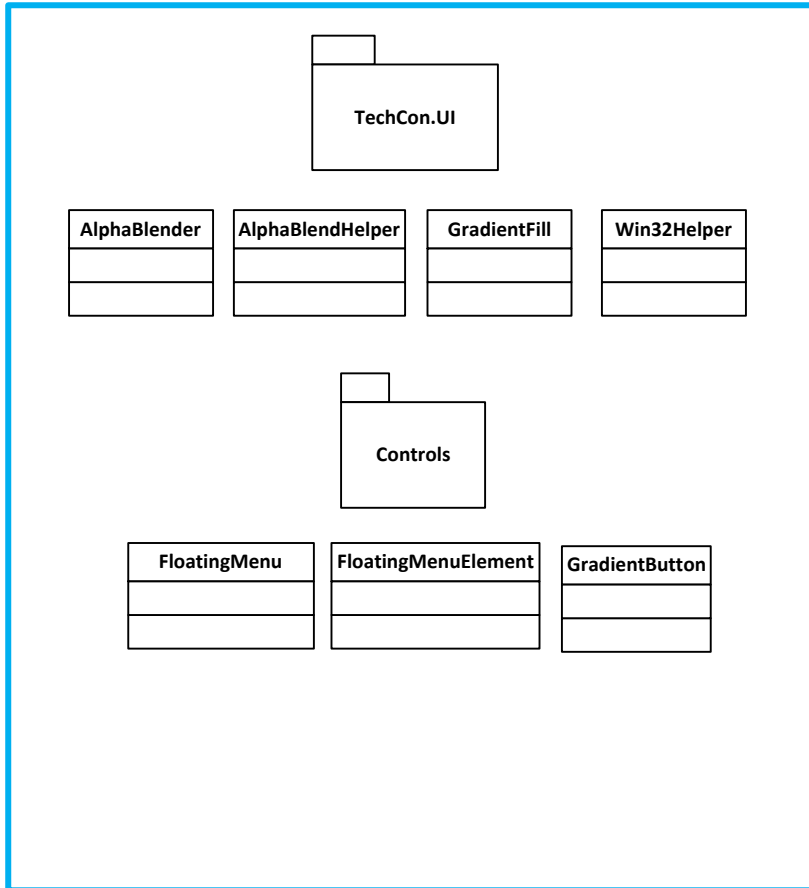 TechCon.UI
AlphaBlender AlphaBlendHelper GradientFill Win32Helper
Controls
FloatingMenu FloatingMenuElement GradientButton